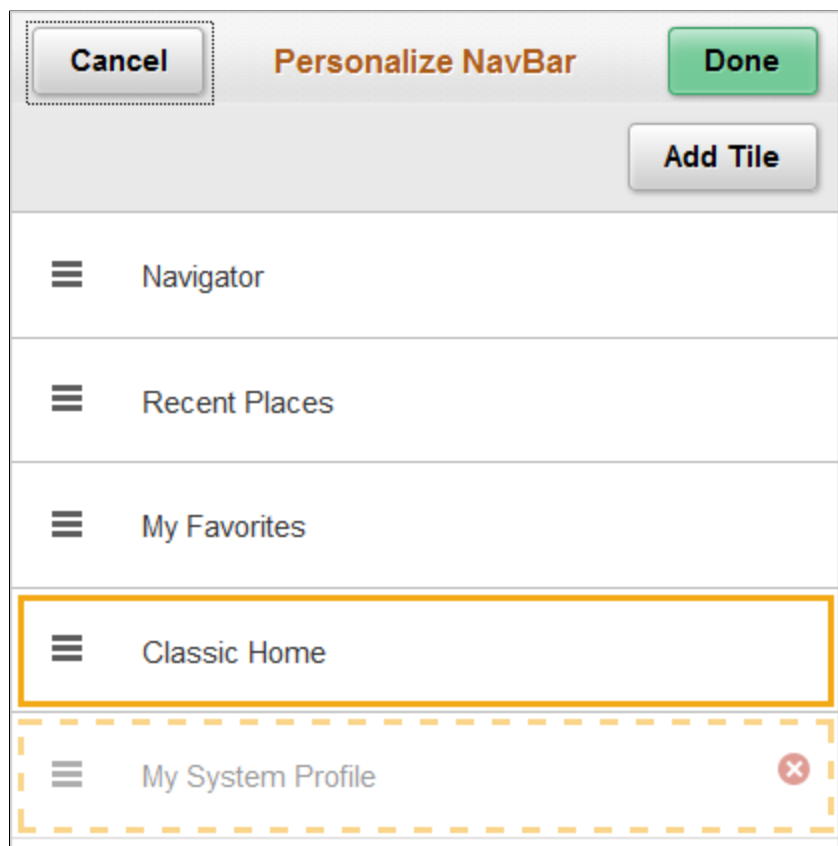 Cancel Personalize NavBar Done
Add Tile
Navigator
Recent Places
My Favorites
Classic Home
My System Profile